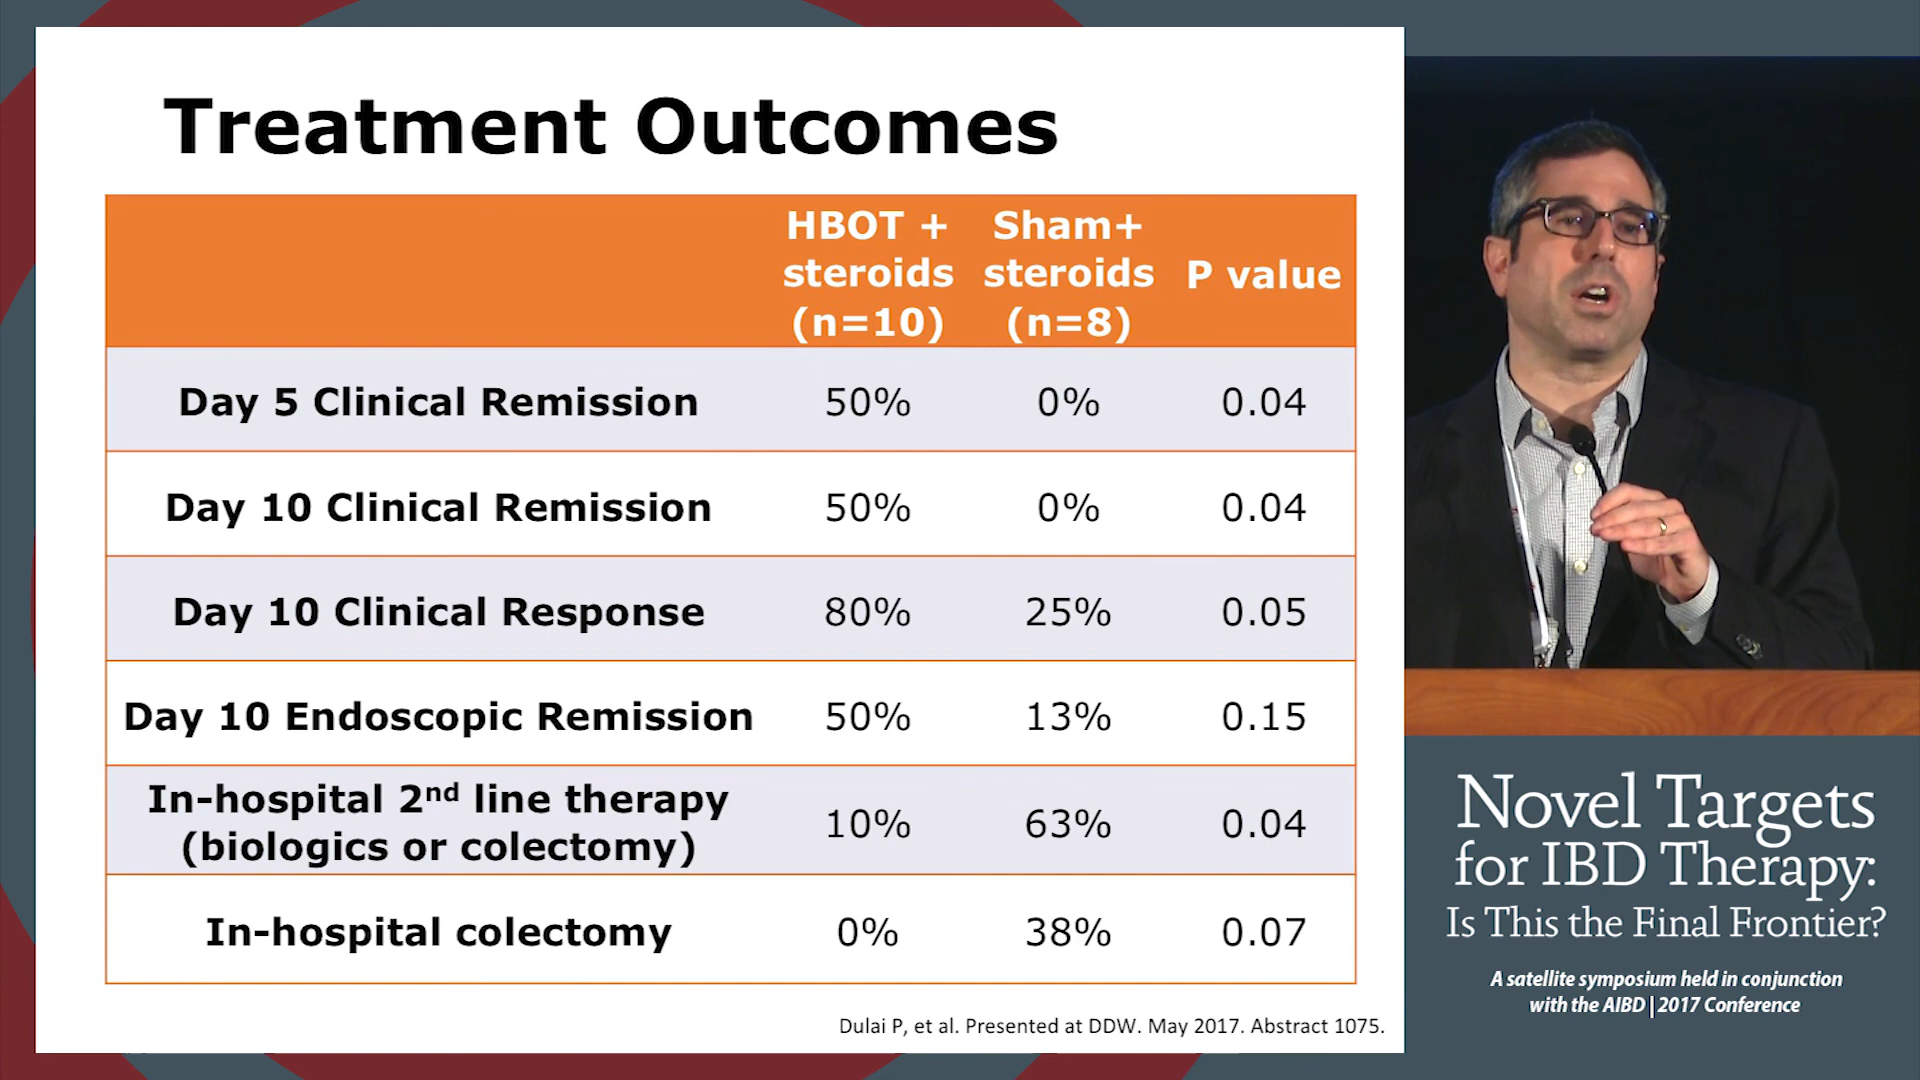 Treatment Outcomes
HBOT + steroids (n=10) Sham+ steroids (n=8) P value
Day 5 Clinical Remission 50% 0% 0.04
Day 10 Clinical Remission 50% 0% 0.04
Day 10 Clinical Response 80% 25% 0.05
Day 10 Endoscopic Remission 50% 13% 0.15
In-hospital 2nd line therapy (biologics or colectomy) 10% 63% 0.04
In-hospital colectomy 0% 38% 0.07
Dulai P, et al. Presented at DDW. May 2017. Abstract 1075.
Novel Targets
for IBD Therapy:
Is This the Final Frontier?
A satellite symposium held in conjunction
with the AIBD | 2017 Conference